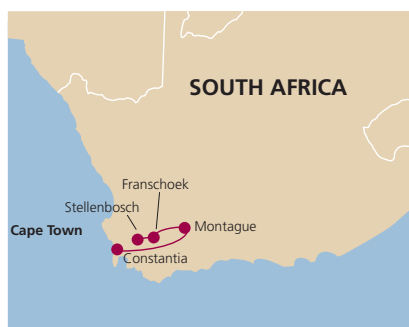 SOUTH AFRICA
Franschoek
Stellenbosch
Montague
Cape Town
Constantia